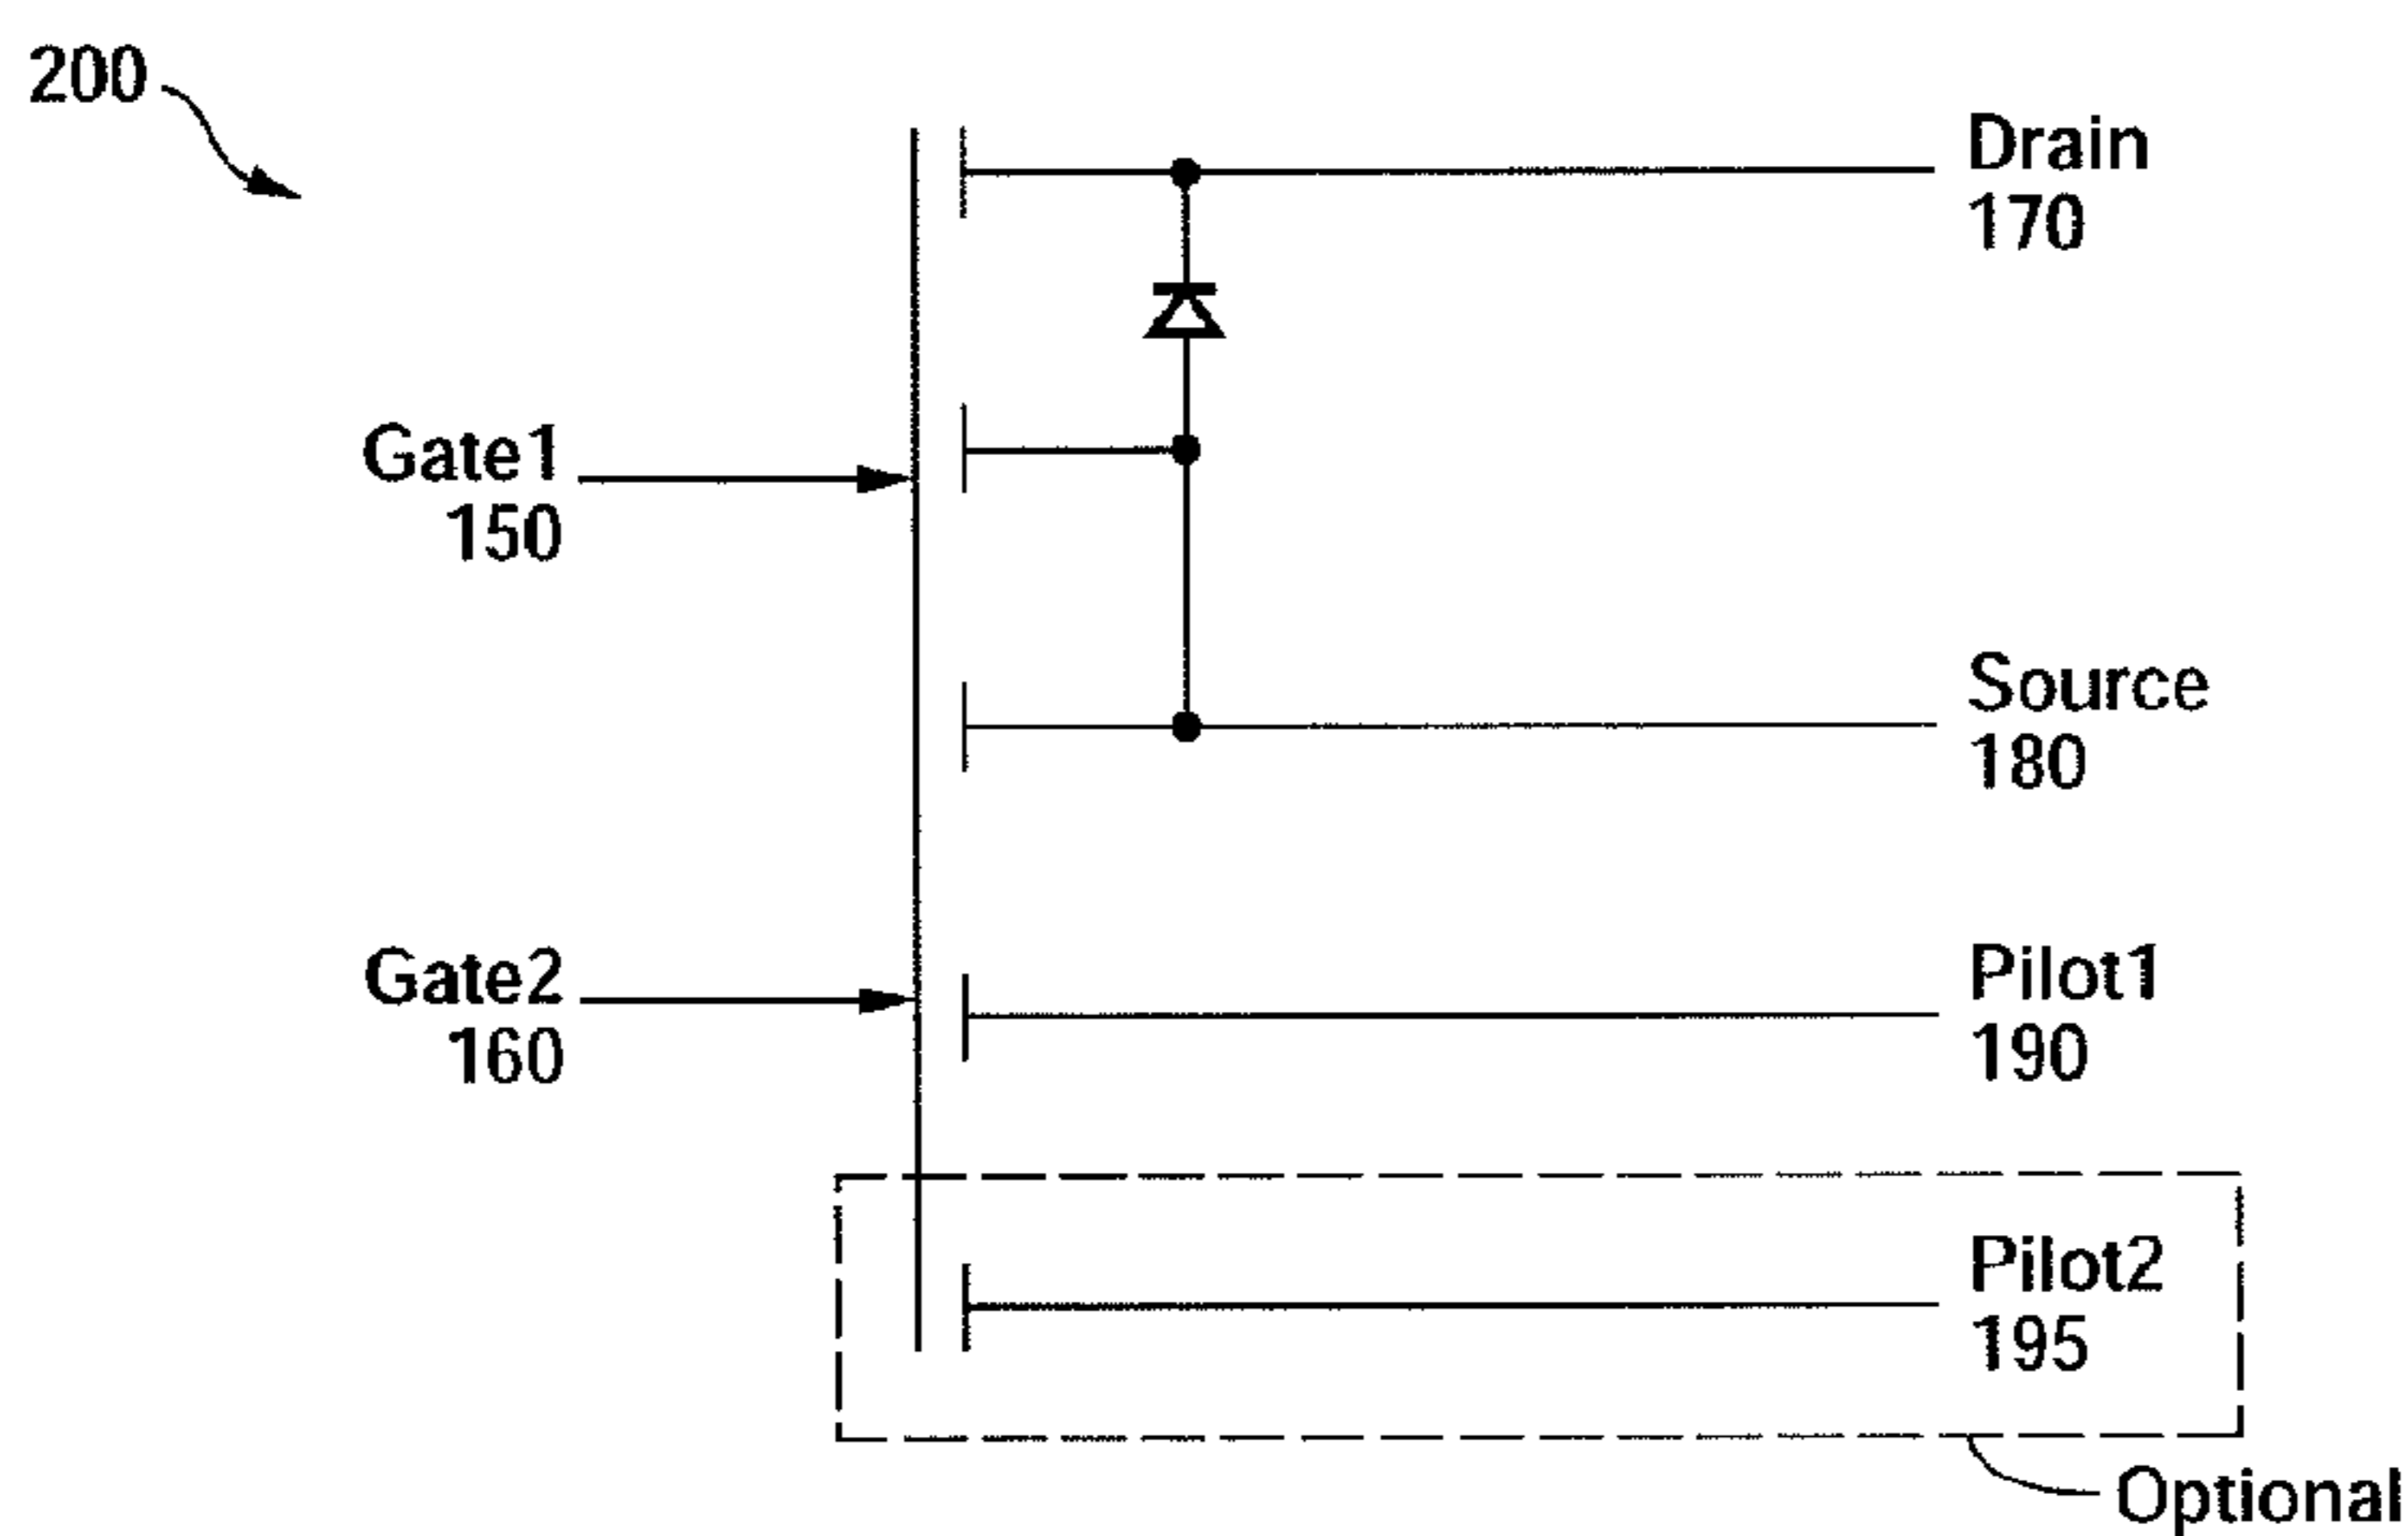 200
Drain
170
Gate1
150
Source
180
Gate2
160
Pilot1
190
Pilot2
195
Optional